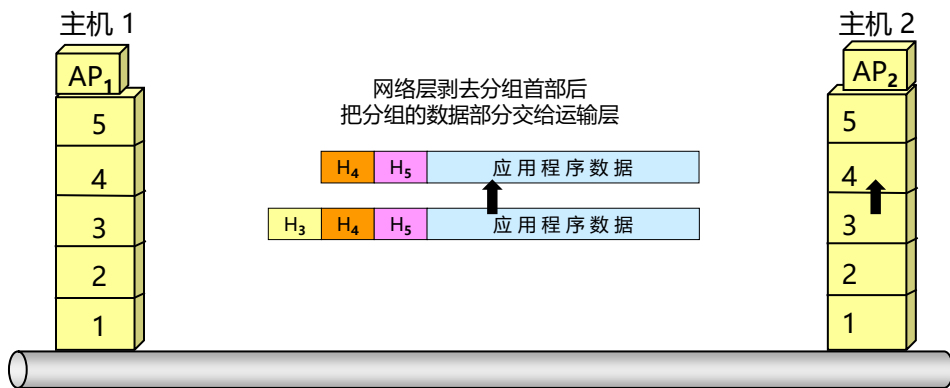 主机 1
主机 2
AP₁
AP₂
网络层剥去分组首部后
把分组的数据部分交给运输层
5
5
H₄ H₅ 应用程序数据
4
4
H₃ H₄ H₅ 应用程序数据
3
3
2
2
1
1